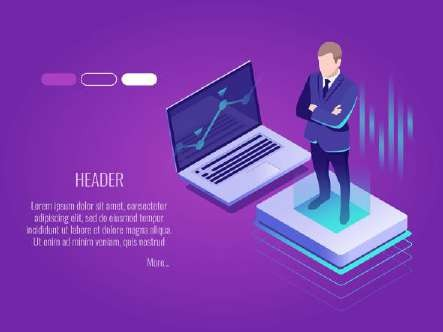 HEADER
Lorem ipsum dolor sit amet, consectetur
adipiscing elit, sed do eiusmod tempor
incididunt ut labore et dolore magna aliqua.
Ut enim ad minim veniam, quis nostrud
More...